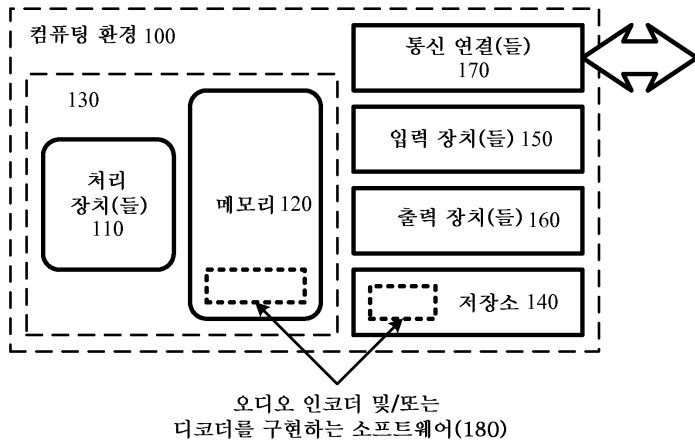 컴퓨팅 환경 100
통신 연결(들)
170
130
처리
장치(들)
110
메모리 120
입력 장치(들) 150
출력 장치(들) 160
저장소 140
오디오 인코더 및/또는
디코더를 구현하는 소프트웨어(180)